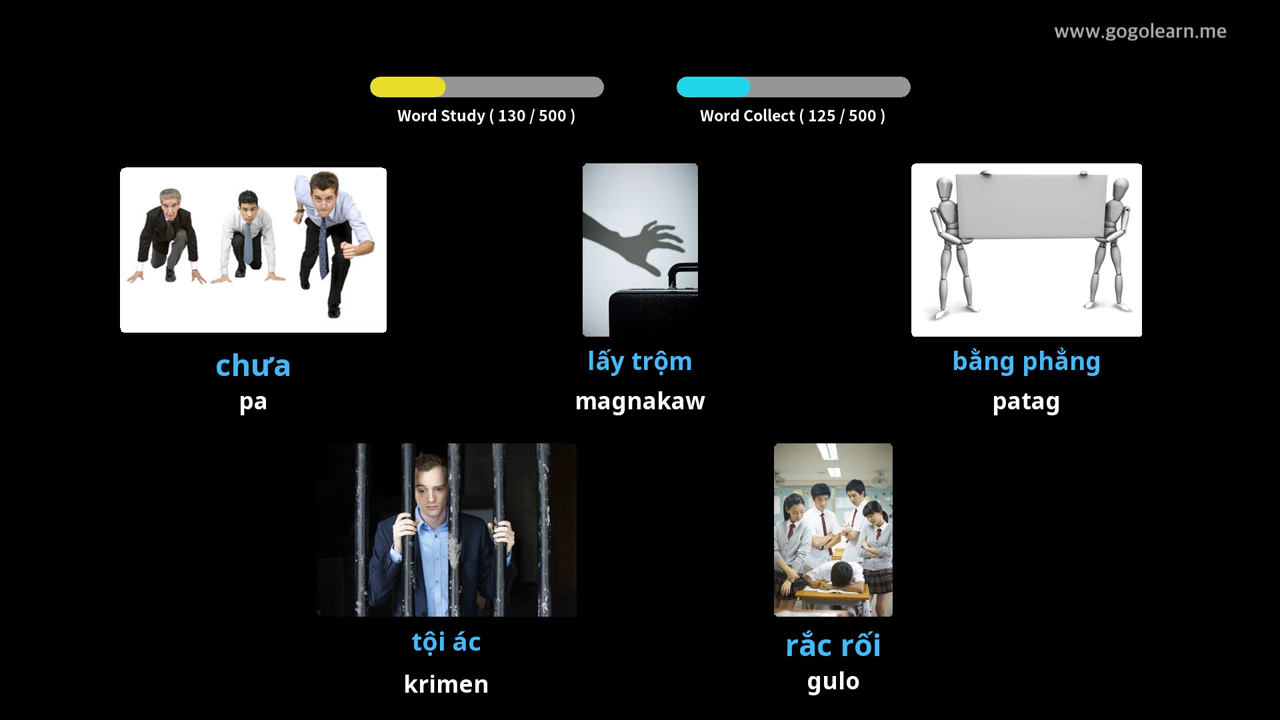 www.gogolearn.me
Word Study ( 130 / 500 )
Word Collect ( 125 / 500 )
chưa
pa
lấy trộm
magnakaw
bằng phẳng
patag
tội ác
krimen
rắc rối
gulo